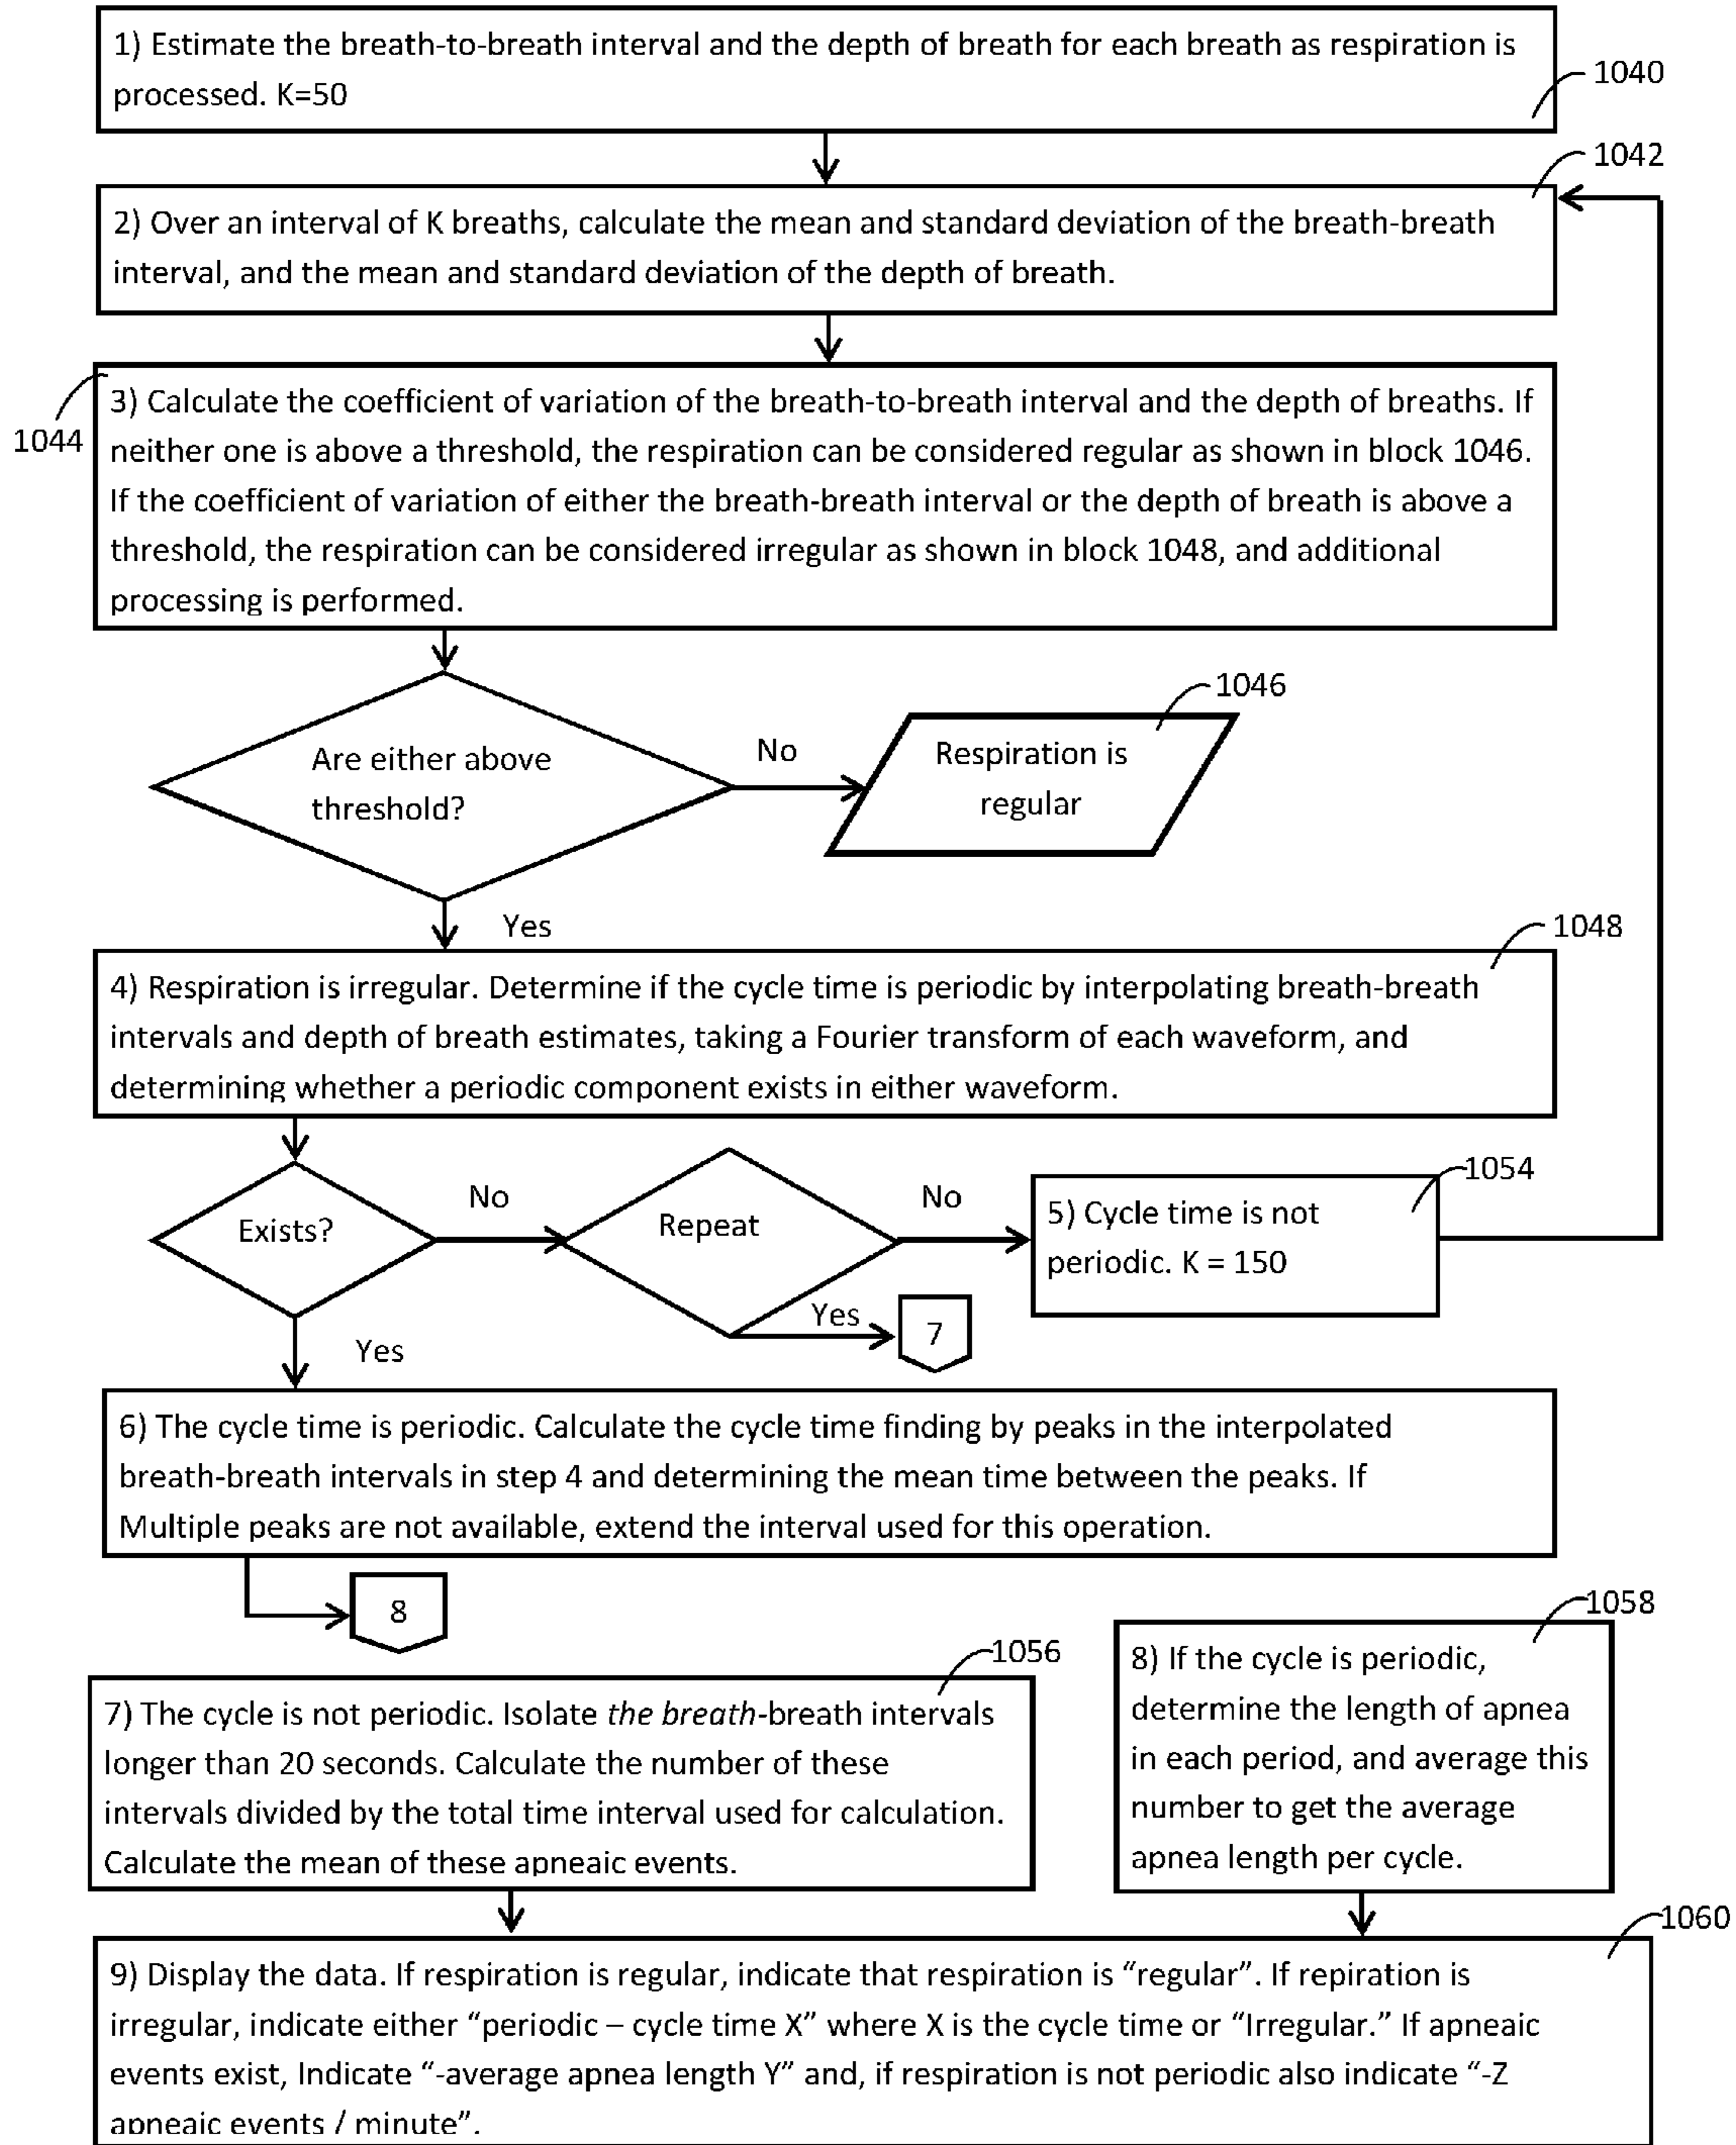 1) Estimate the breath-to-breath interval and the depth of breath for each breath as respiration is
processed. K=50
1040
1042
2) Over an interval of K breaths, calculate the mean and standard deviation of the breath-breath
interval, and the mean and standard deviation of the depth of breath.
1044
3) Calculate the coefficient of variation of the breath-to-breath interval and the depth of breaths. If
neither one is above a threshold, the respiration can be considered regular as shown in block 1046.
If the coefficient of variation of either the breath-breath interval or the depth of breath is above a
threshold, the respiration can be considered irregular as shown in block 1048, and additional
processing is performed.
Are either above
threshold?
No
1046
Respiration is
regular
Yes
1048
4) Respiration is irregular. Determine if the cycle time is periodic by interpolating breath-breath
intervals and depth of breath estimates, taking a Fourier transform of each waveform, and
determining whether a periodic component exists in either waveform.
Exists?
No
Repeat
No
1054
5) Cycle time is not
periodic. K = 150
Yes
7
Yes
6) The cycle time is periodic. Calculate the cycle time finding by peaks in the interpolated
breath-breath intervals in step 4 and determining the mean time between the peaks. If
Multiple peaks are not available, extend the interval used for this operation.
8
1056
7) The cycle is not periodic. Isolate the breath-breath intervals
longer than 20 seconds. Calculate the number of these
intervals divided by the total time interval used for calculation.
Calculate the mean of these apneaic events.
1058
8) If the cycle is periodic,
determine the length of apnea
in each period, and average this
number to get the average
apnea length per cycle.
1060
9) Display the data. If respiration is regular, indicate that respiration is “regular”. If repiration is
irregular, indicate either “periodic – cycle time X” where X is the cycle time or “Irregular.” If apneaic
events exist, Indicate “-average apnea length Y” and, if respiration is not periodic also indicate “-Z
apneaic events / minute”.